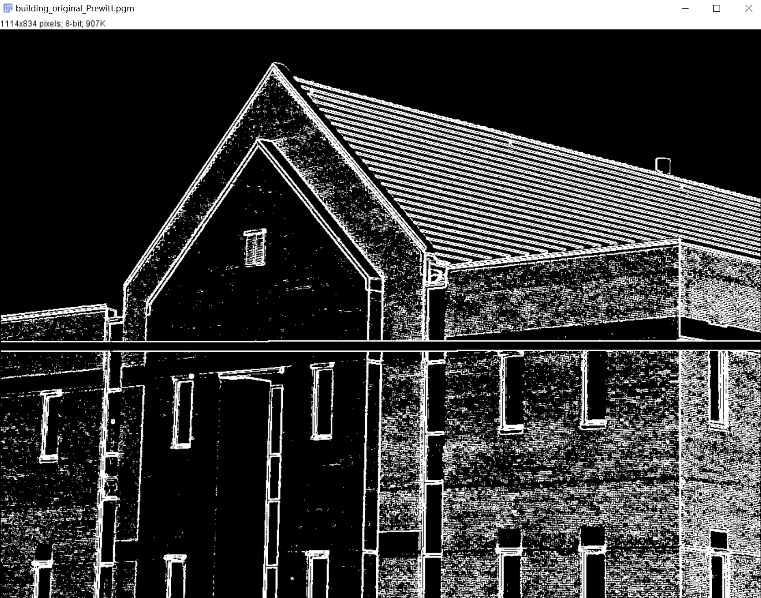 building_original_Prewitt.pgm
1114x834 pixels; 8-bit; 907K